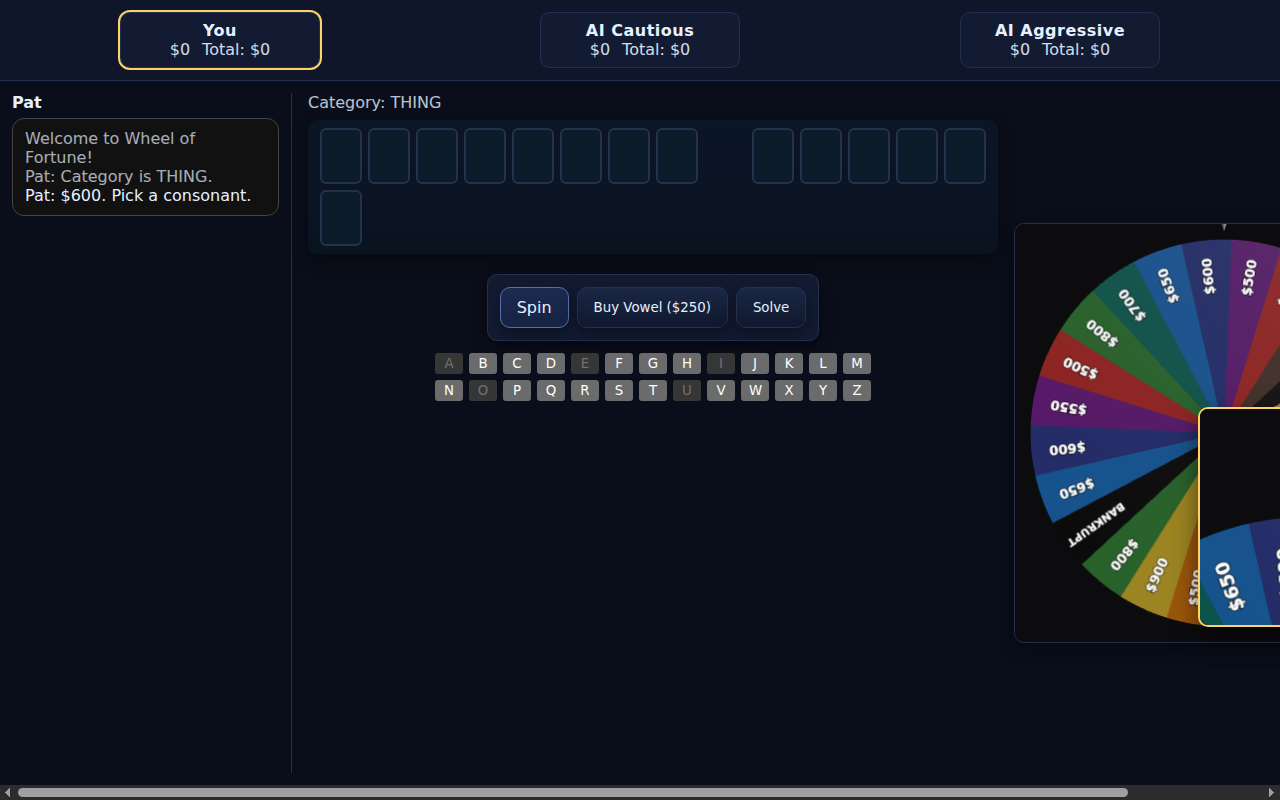 You
$0 Total: $0
AI Cautious
$0 Total: $0
AI Aggressive
$0 Total: $0
Pat
Welcome to Wheel of
Fortune!
Pat: Category is THING.
Pat: $600. Pick a consonant.
Category: THING
Spin
Buy Vowel ($250)
Solve
A B C D E F G H I J K L M
N O P Q R S T U V W X Y Z
$500
$600
$650
$700
$800
$500
$550
$600
$650
BANKRUPT
$800
$900
$650